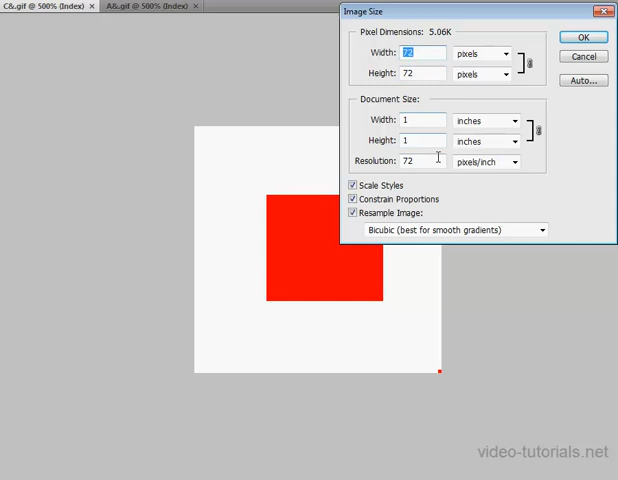 C&.gif @ 500% (Index) ×
A&.gif @ 500% (Index) ×
Image Size
Pixel Dimensions: 5.06K
Width: 72 pixels
Height: 72 pixels
Document Size:
Width: 1 inches
Height: 1 inches
Resolution: 72 pixels/inch
Scale Styles
Constrain Proportions
Resample Image:
Bicubic (best for smooth gradients)
OK
Cancel
Auto...
video-tutorials.net